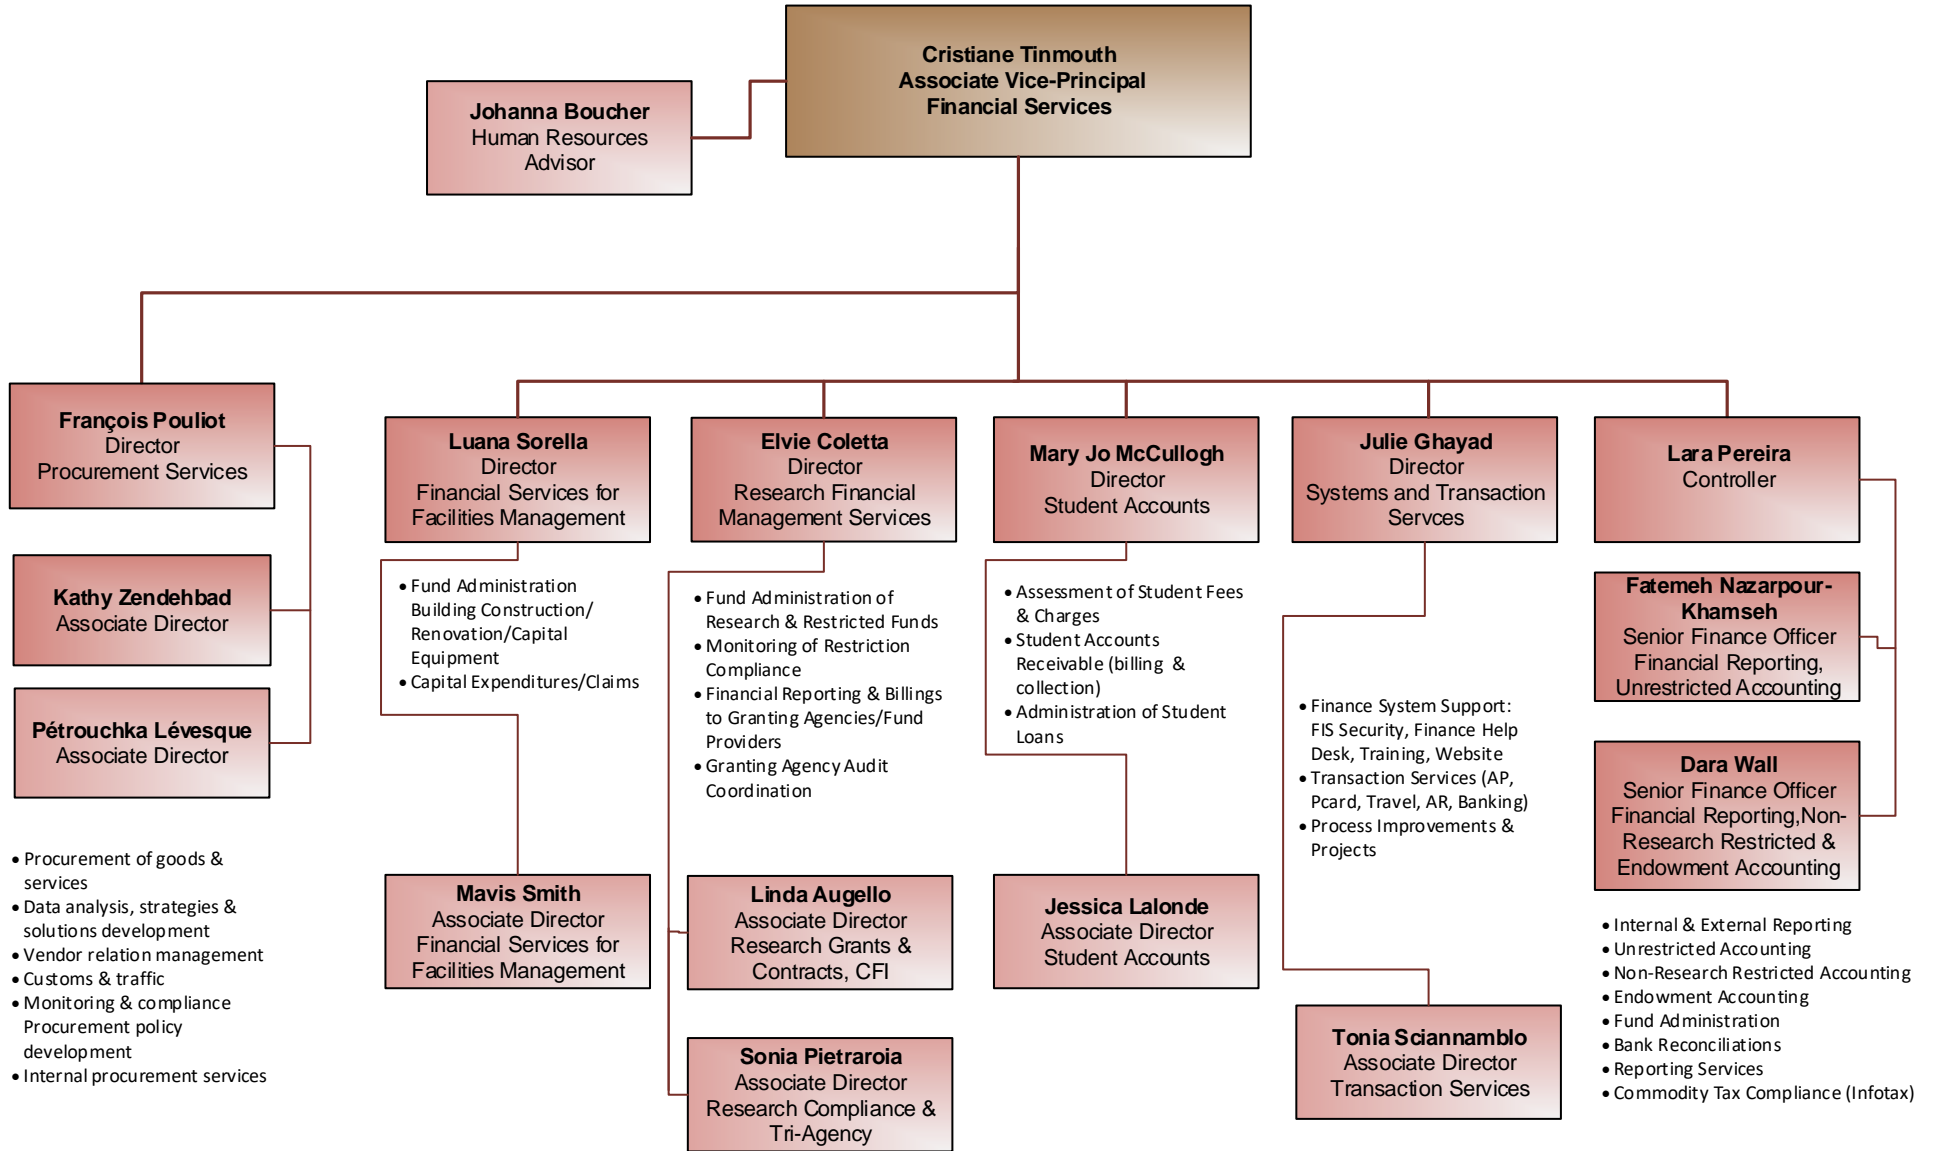 Cristiane Tinmouth
Associate Vice-Principal
Financial Services
Johanna Boucher
Human Resources
Advisor
François Pouliot
Director
Procurement Services
Kathy Zendehbad
Associate Director
Pétrouchka Lévesque
Associate Director
• Procurement of goods &
services
• Data analysis, strategies &
solutions development
• Vendor relation management
• Customs & traffic
• Monitoring & compliance
Procurement policy
development
• Internal procurement services
Luana Sorella
Director
Financial Services for
Facilities Management
• Fund Administration
Building Construction/
Renovation/Capital
Equipment
• Capital Expenditures/Claims
Mavis Smith
Associate Director
Financial Services for
Facilities Management
Elvie Coletta
Director
Research Financial
Management Services
• Fund Administration of
Research & Restricted Funds
• Monitoring of Restriction
Compliance
• Financial Reporting & Billings
to Granting Agencies/Fund
Providers
• Granting Agency Audit
Coordination
Linda Augello
Associate Director
Research Grants &
Contracts, CFI
Sonia Pietraroia
Associate Director
Research Compliance &
Tri-Agency
Mary Jo McCullogh
Director
Student Accounts
• Assessment of Student Fees
& Charges
• Student Accounts
Receivable (billing &
collection)
• Administration of Student
Loans
Jessica Lalonde
Associate Director
Student Accounts
Julie Ghayad
Director
Systems and Transaction
Servces
• Finance System Support:
FIS Security, Finance Help
Desk, Training, Website
• Transaction Services (AP,
Pcard, Travel, AR, Banking)
• Process Improvements &
Projects
Tonia Sciannamblo
Associate Director
Transaction Services
Lara Pereira
Controller
Fatemeh Nazarpour-
Khamseh
Senior Finance Officer
Financial Reporting,
Unrestricted Accounting
Dara Wall
Senior Finance Officer
Financial Reporting,Non-
Research Restricted &
Endowment Accounting
• Internal & External Reporting
• Unrestricted Accounting
• Non-Research Restricted Accounting
• Endowment Accounting
• Fund Administration
• Bank Reconciliations
• Reporting Services
• Commodity Tax Compliance (Infotax)